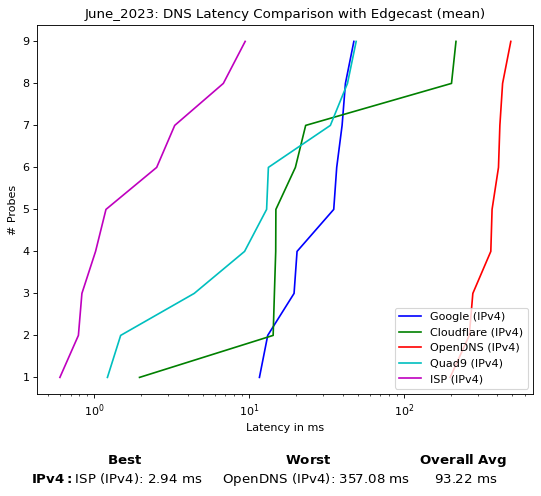 June_2023: DNS Latency Comparison with Edgecast (mean)
9
8
7
6
5
4
3
2
1
# Probes
Google (IPv4)
Cloudflare (IPv4)
OpenDNS (IPv4)
Quad9 (IPv4)
ISP (IPv4)
10⁰ 10¹ 10²
Latency in ms
Best Worst Overall Avg
IPv4: ISP (IPv4): 2.94 ms OpenDNS (IPv4): 357.08 ms 93.22 ms